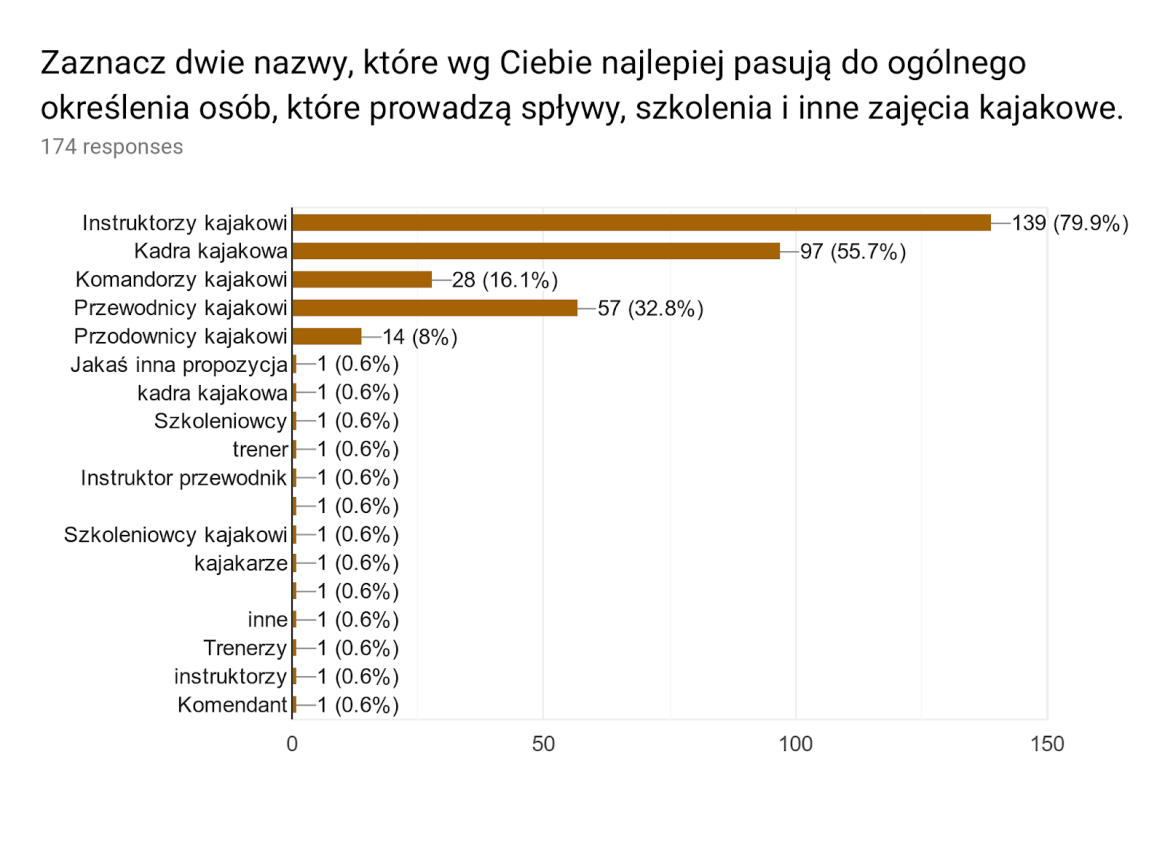 Zaznacz dwie nazwy, które wg Ciebie najlepiej pasują do ogólnego
określenia osób, które prowadzą spływy, szkolenia i inne zajęcia kajakowe.
174 responses
Instruktorzy kajakowi 139 (79.9%)
Kadra kajakowa 97 (55.7%)
Komandorzy kajakowi 28 (16.1%)
Przewodnicy kajakowi 57 (32.8%)
Przodownicy kajakowi 14 (8%)
Jakaś inna propozycja 1 (0.6%)
kadra kajakowa 1 (0.6%)
Szkoleniowcy 1 (0.6%)
trener 1 (0.6%)
Instruktor przewodnik 1 (0.6%)
1 (0.6%)
Szkoleniowcy kajakowi 1 (0.6%)
kajakarze 1 (0.6%)
1 (0.6%)
inne 1 (0.6%)
Trenerzy 1 (0.6%)
instruktorzy 1 (0.6%)
Komendant 1 (0.6%)
0 50 100 150